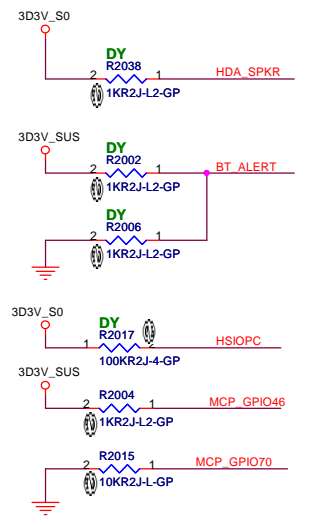 3D3V_S0
DY
R2038
2 1 HDA_SPKR
1KR2J-L2-GP
3D3V_SUS
DY
R2002
2 1 BT_ALERT
1KR2J-L2-GP
DY
R2006
2 1
1KR2J-L2-GP
3D3V_S0
DY
R2017
1 2 HSIOPC
100KR2J-4-GP
3D3V_SUS
R2004
2 1 MCP_GPIO46
1KR2J-L2-GP
R2015
2 1 MCP_GPIO70
10KR2J-L-GP